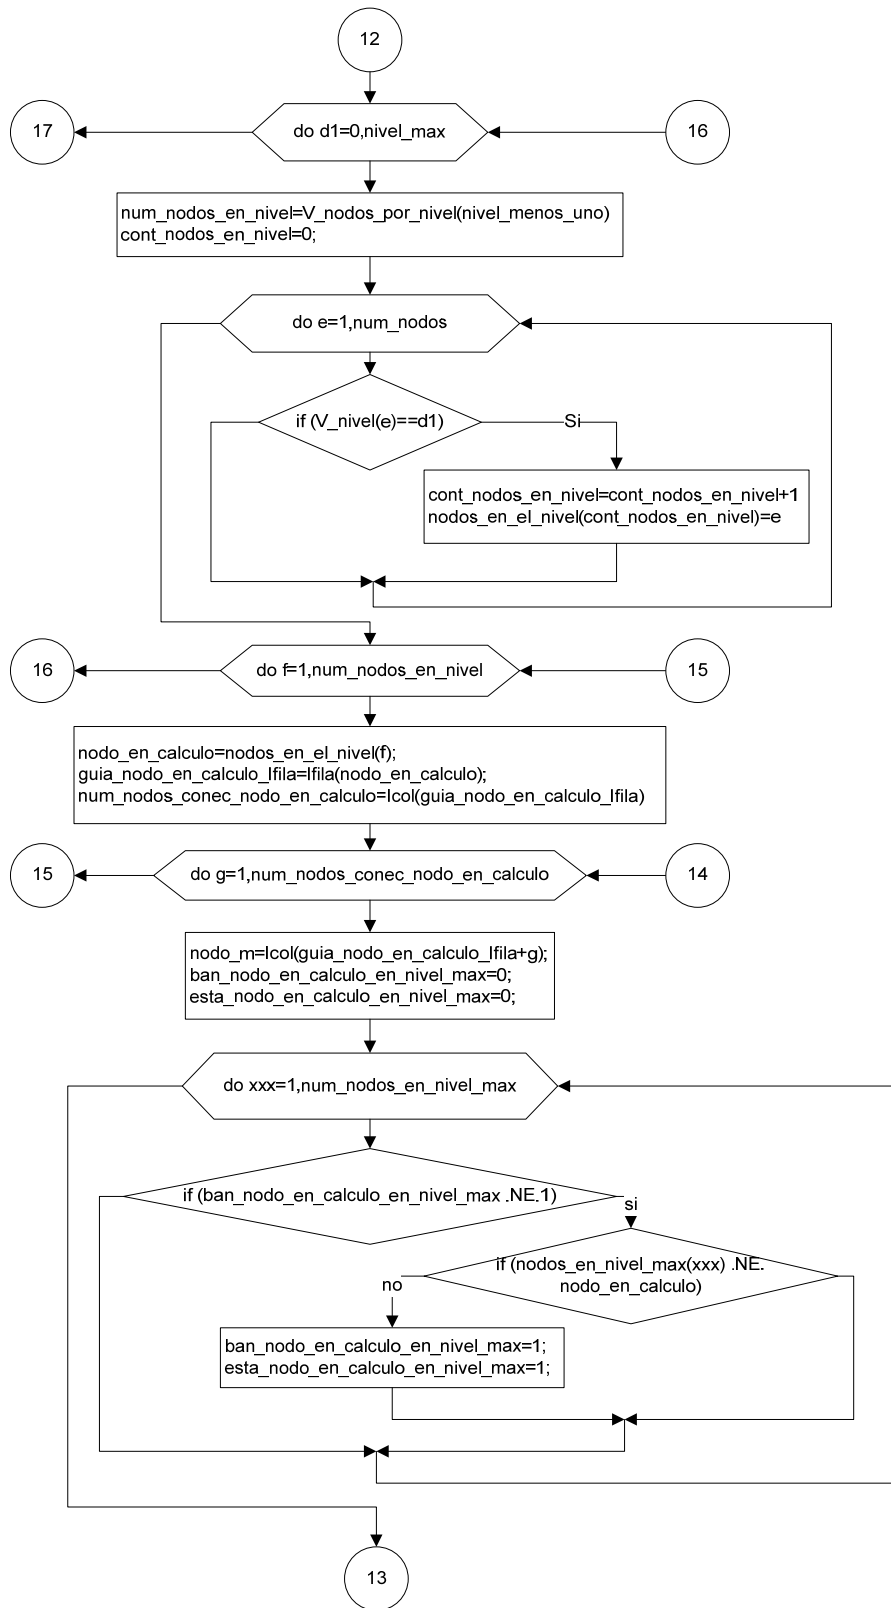 12
17
do d1=0,nivel_max
16
num_nodos_en_nivel=V_nodos_por_nivel(nivel_menos_uno)
cont_nodos_en_nivel=0;
do e=1,num_nodos
if (V_nivel(e)==d1)
Si
cont_nodos_en_nivel=cont_nodos_en_nivel+1
nodos_en_el_nivel(cont_nodos_en_nivel)=e
16
do f=1,num_nodos_en_nivel
15
nodo_en_calculo=nodos_en_el_nivel(f);
guia_nodo_en_calculo_Ifila=Ifila(nodo_en_calculo);
num_nodos_conec_nodo_en_calculo=Icol(guia_nodo_en_calculo_Ifila)
15
do g=1,num_nodos_conec_nodo_en_calculo
14
nodo_m=Icol(guia_nodo_en_calculo_Ifila+g);
ban_nodo_en_calculo_en_nivel_max=0;
esta_nodo_en_calculo_en_nivel_max=0;
do xxx=1,num_nodos_en_nivel_max
if (ban_nodo_en_calculo_en_nivel_max .NE.1)
si
if (nodos_en_nivel_max(xxx) .NE.
nodo_en_calculo)
no
ban_nodo_en_calculo_en_nivel_max=1;
esta_nodo_en_calculo_en_nivel_max=1;
13